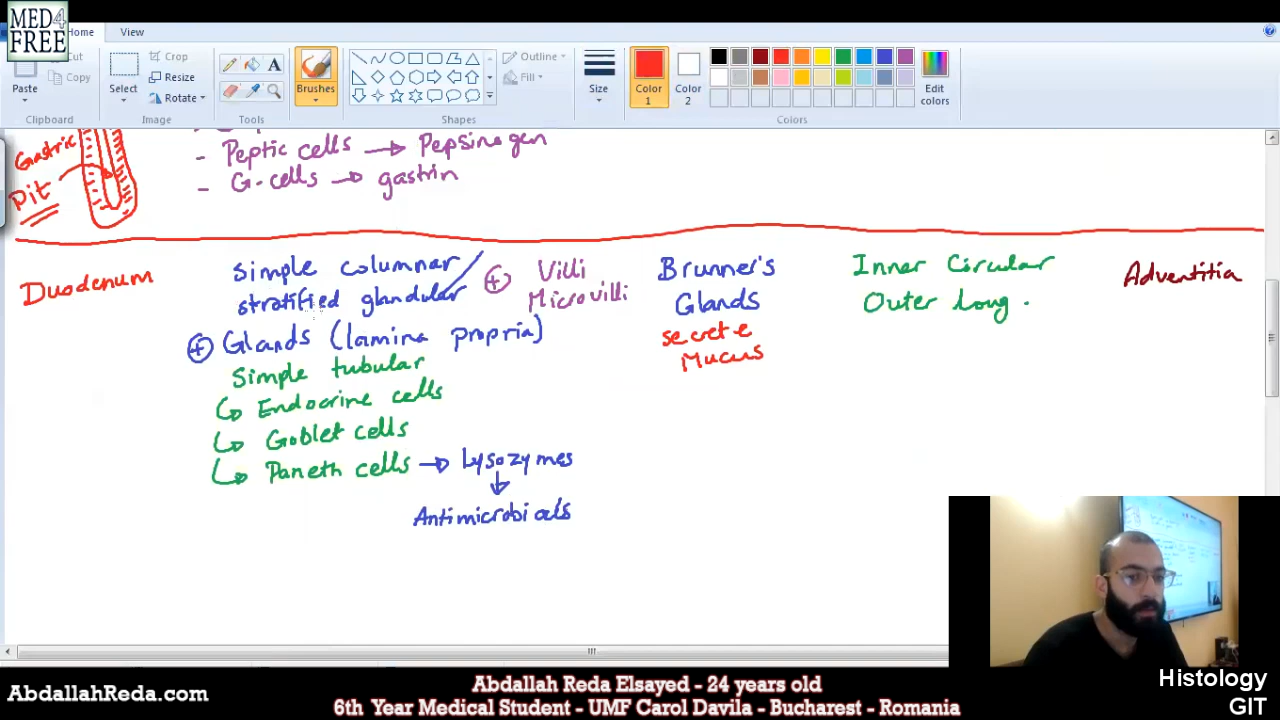 MED4
FREE
Home
View
Cut
Copy
Paste
Clipboard
Select
Crop
Resize
Rotate
Image
A
Tools
Brushes
Shapes
Outline
Fill
Size
Color
1
Color
2
Edit
colors
Colors
Gastric
Pit
- Peptic cells → Pepsinogen
- G-cells → gastrin
Duodenum
Simple columnar
stratified glandular
+ Villi
Microvilli
+ Glands (lamina propria)
Simple tubular
↳ Endocrine cells
↳ Goblet cells
↳ Paneth cells → Lysozymes
↓
Antimicrobials
Brunner's
Glands
secrete
Mucus
Inner Circular
Outer Long.
Adventitia
AbdallahReda.com
Abdallah Reda Elsayed - 24 years old
6th Year Medical Student - UMF Carol Davila - Bucharest - Romania
Histology
GIT